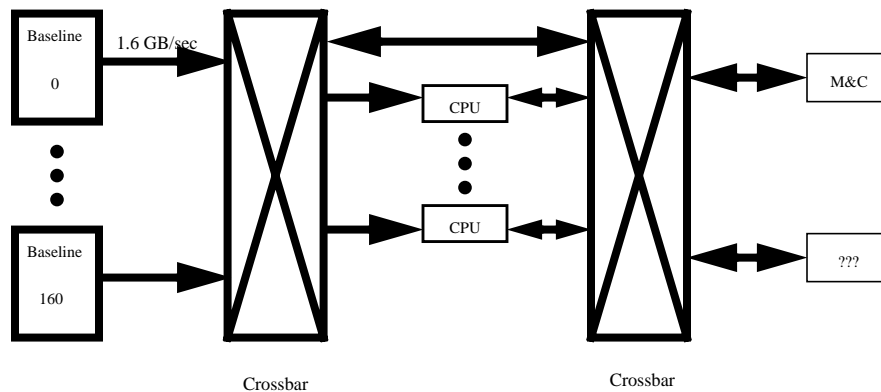 Baseline
0
1.6 GB/sec
CPU
M&C
CPU
???
Baseline
160
Crossbar
Crossbar